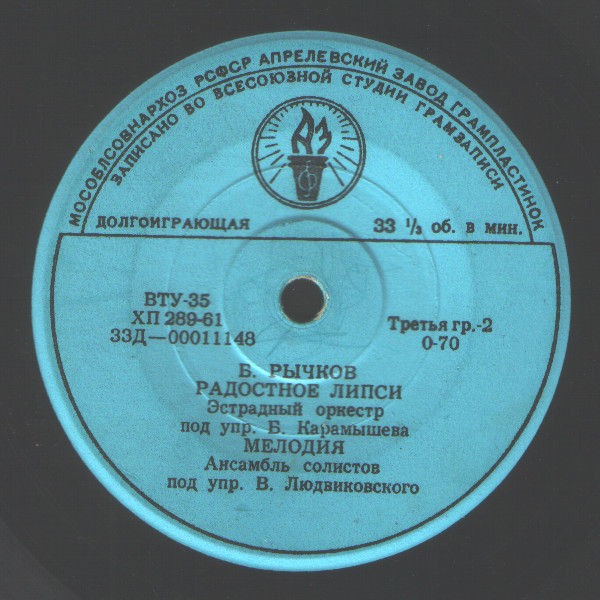 МОСОБЛСОВНАРХОЗ РСФСР АПРЕЛЕВСКИЙ ЗАВОД ГРАМПЛАСТИНОК
ЗАПИСАНО ВО ВСЕСОЮЗНОЙ СТУДИИ ГРАМЗАПИСИ
АЗ
Ф
ДОЛГОИГРАЮЩАЯ 33 ⅓ об. в мин.
ВТУ-35
ХП 289-61
33Д—00011148
Третья гр.-2
0-70
Б. РЫЧКОВ
РАДОСТНОЕ ЛИПСИ
Эстрадный оркестр
под упр. Б. Карамышева
МЕЛОДИЯ
Ансамбль солистов
под упр. В. Людвиковского